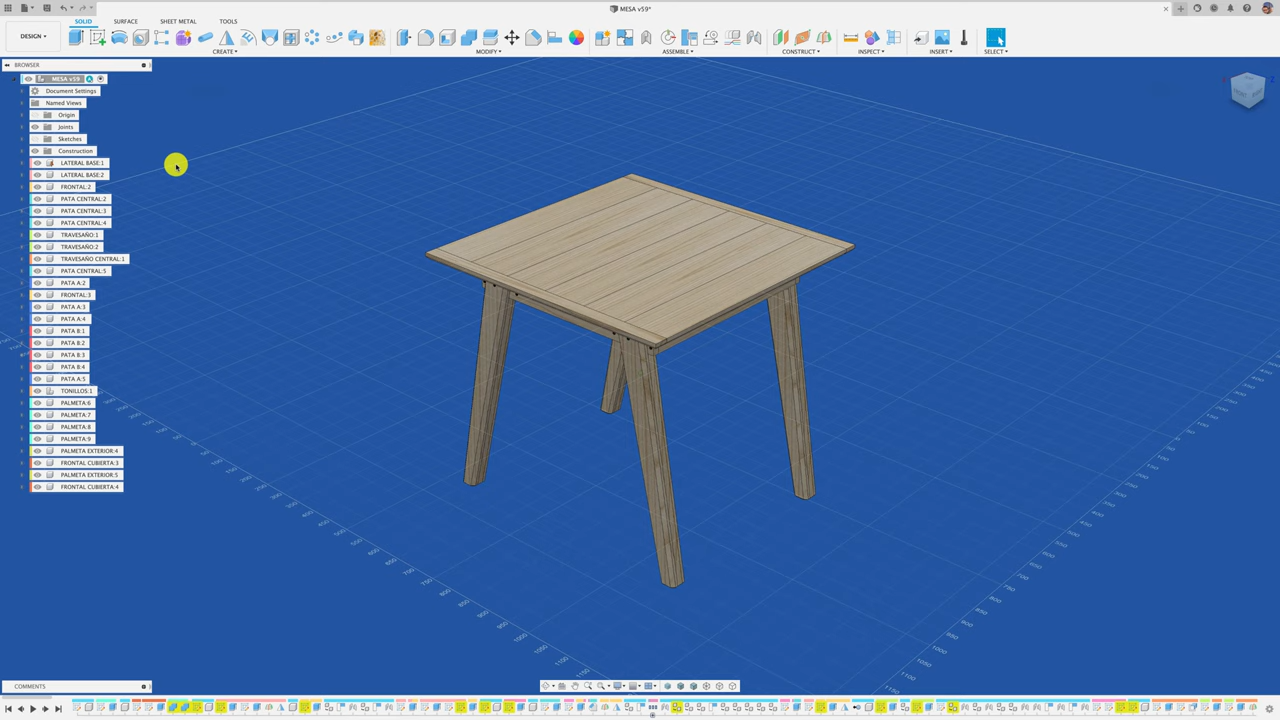 MESA v59*
SOLID SURFACE SHEET METAL TOOLS
DESIGN ▾
CREATE ▾ MODIFY ▾ ASSEMBLE ▾ CONSTRUCT ▾ INSPECT ▾ INSERT ▾ SELECT ▾
BROWSER
MESA v59
Document Settings
Named Views
Origin
Joints
Sketches
Construction
LATERAL BASE:1
LATERAL BASE:2
FRONTAL:2
PATA CENTRAL:2
PATA CENTRAL:3
PATA CENTRAL:4
TRAVESAÑO:1
TRAVESAÑO:2
TRAVESAÑO CENTRAL:1
PATA CENTRAL:5
PATA A:2
FRONTAL:3
PATA A:3
PATA A:4
PATA B:1
PATA B:2
PATA B:3
PATA B:4
PATA A:5
TONILLOS:1
PALMETA:6
PALMETA:7
PALMETA:8
PALMETA:9
PALMETA EXTERIOR:4
FRONTAL CUBIERTA:3
PALMETA EXTERIOR:5
FRONTAL CUBIERTA:4
COMMENTS